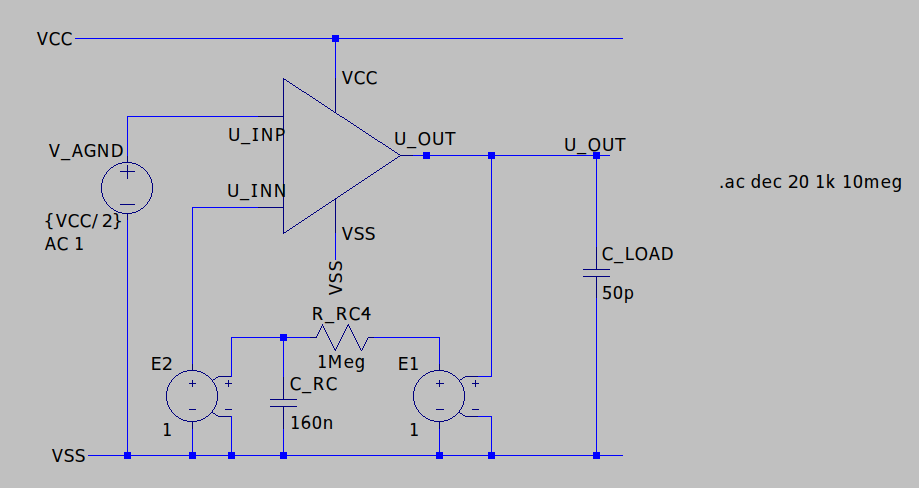 VCC
VCC
U_INP
U_OUT
U_OUT
V_AGND
+
−
.ac dec 20 1k 10meg
U_INN
{VCC/2}
AC 1
VSS
VSS
C_LOAD
50p
R_RC4
1Meg
E2
+
−
+
−
1
C_RC
160n
E1
+
−
+
−
1
VSS